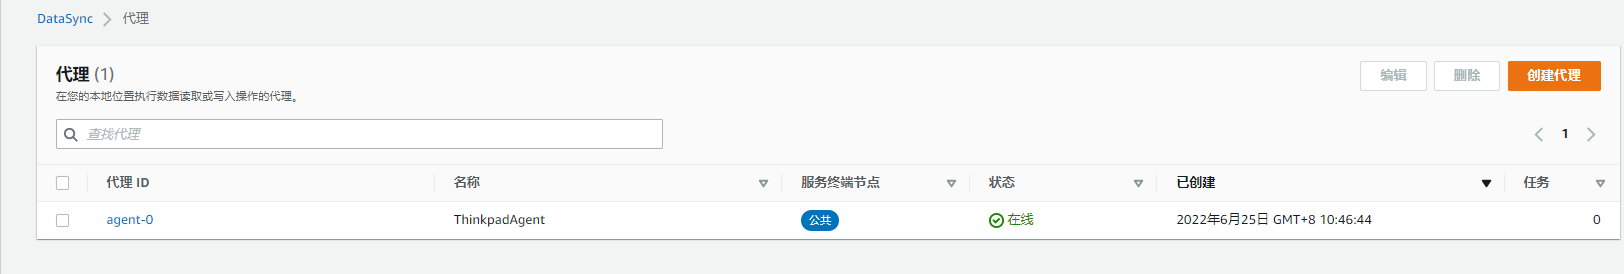 DataSync 代理
代理 (1)
编辑 删除 创建代理
在您的本地位置执行数据读取或写入操作的代理。
查找代理
1
代理 ID 名称 服务终端节点 状态 已创建 任务
agent-0 ThinkpadAgent 公共 在线 2022年6月25日 GMT+8 10:46:44 0